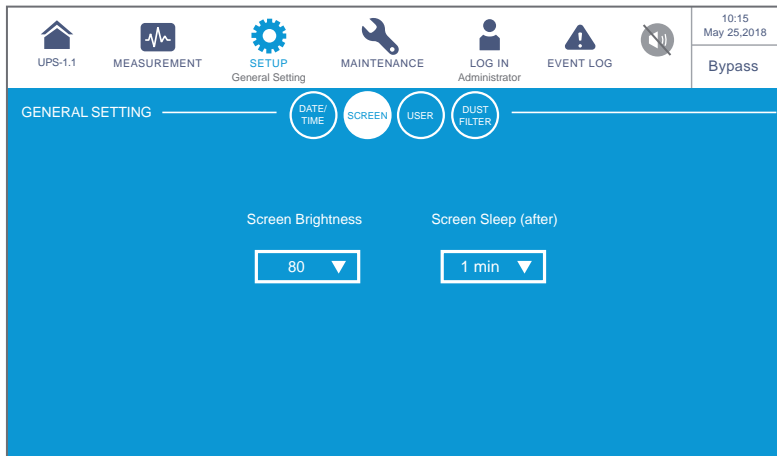 10:15
May 25,2018
Bypass
UPS-1.1
MEASUREMENT
SETUP
General Setting
MAINTENANCE
LOG IN
Administrator
EVENT LOG
GENERAL SETTING
DATE/
TIME
SCREEN
USER
DUST
FILTER
Screen Brightness
Screen Sleep (after)
80
1 min